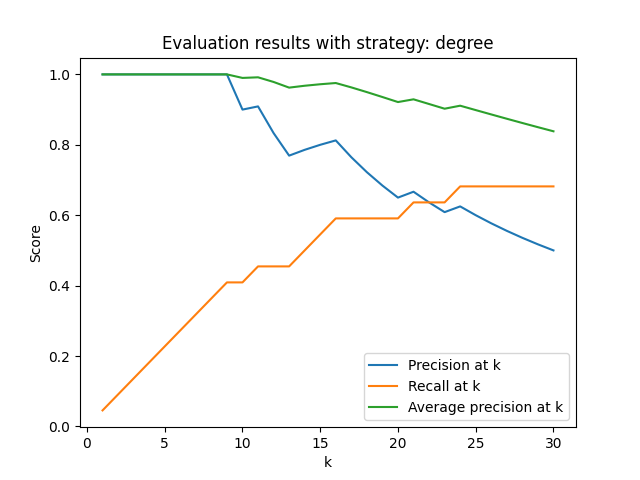 Evaluation results with strategy: degree
Score
1.0
0.8
0.6
0.4
0.2
0.0
0 5 10 15 20 25 30
k
Precision at k
Recall at k
Average precision at k